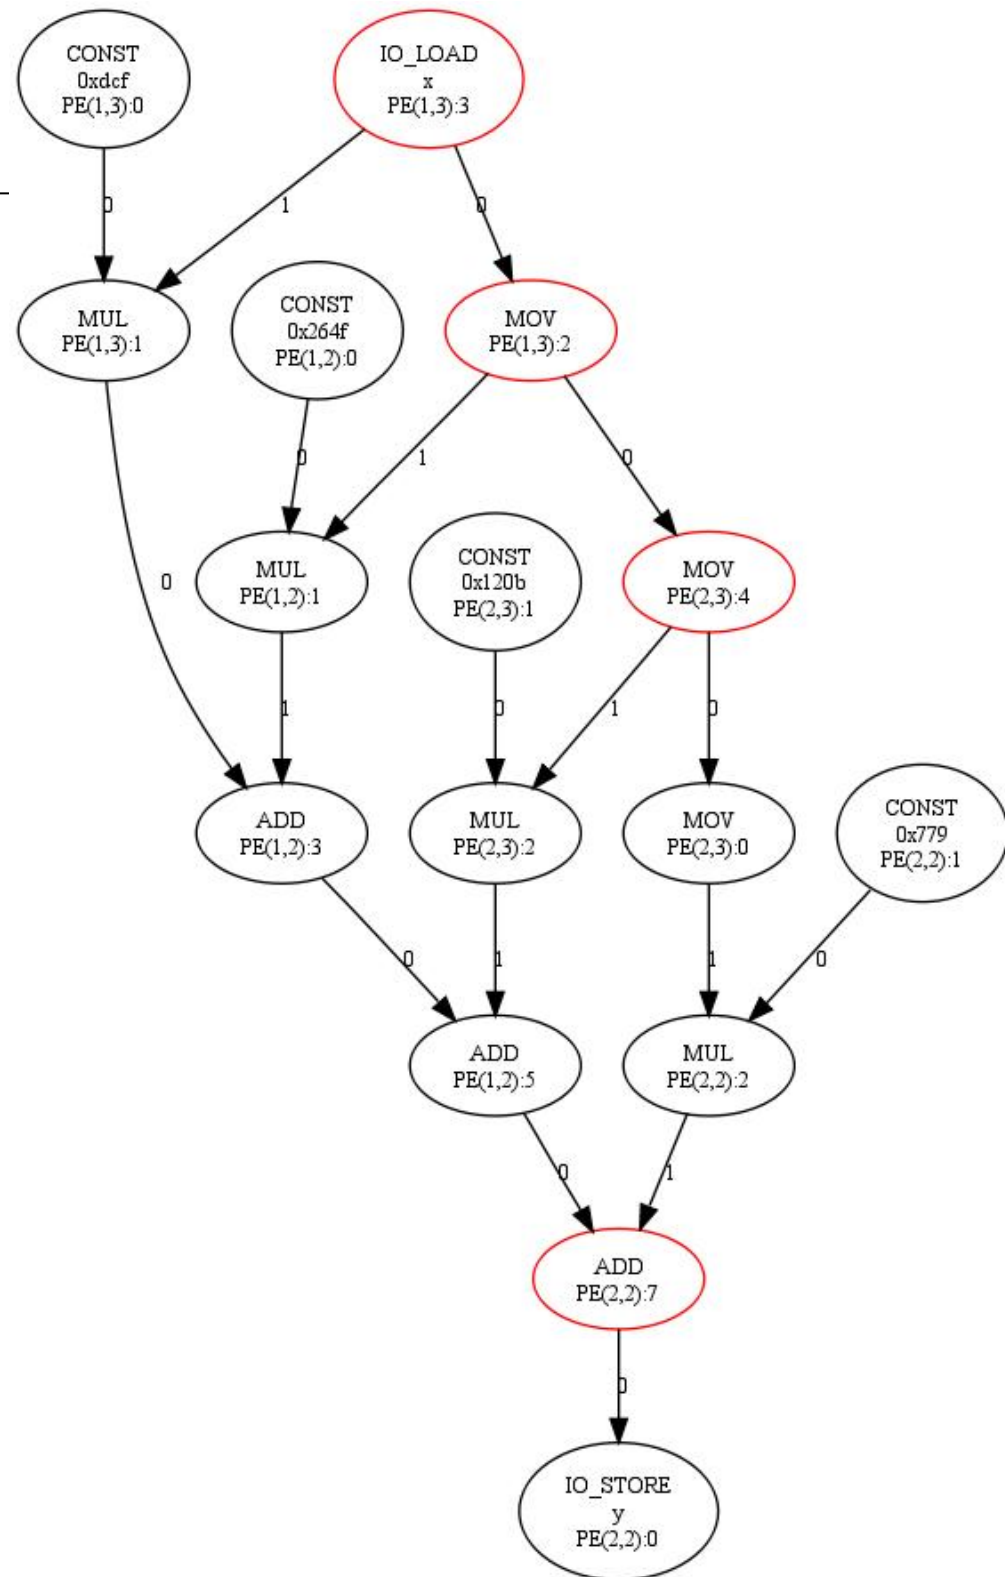 CONST
0xdcf
PE(1,3):0
IO_LOAD
x
PE(1,3):3
0
1
0
MUL
PE(1,3):1
CONST
0x264f
PE(1,2):0
MOV
PE(1,3):2
0
1
0
MUL
PE(1,2):1
CONST
0x120b
PE(2,3):1
MOV
PE(2,3):4
0
1
0
1
0
ADD
PE(1,2):3
MUL
PE(2,3):2
MOV
PE(2,3):0
CONST
0x779
PE(2,2):1
0
1
1
0
ADD
PE(1,2):5
MUL
PE(2,2):2
0
1
ADD
PE(2,2):7
0
IO_STORE
y
PE(2,2):0